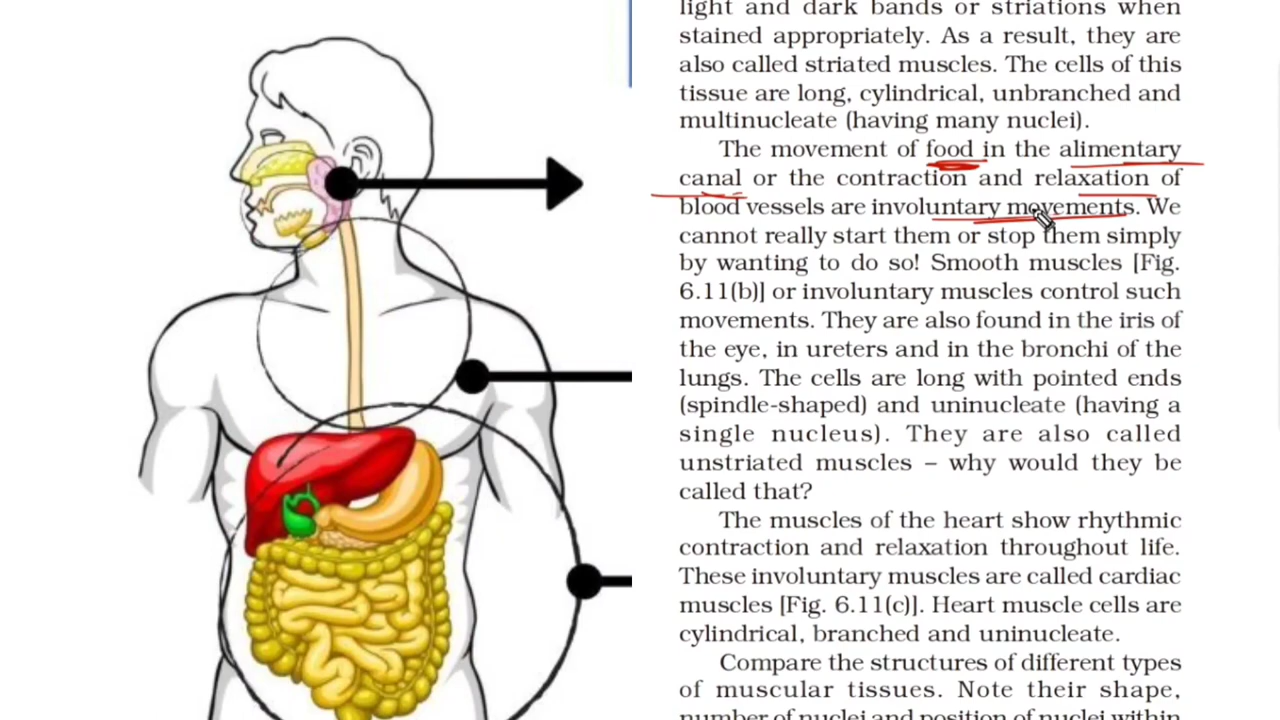 light and dark bands or striations when
stained appropriately. As a result, they are
also called striated muscles. The cells of this
tissue are long, cylindrical, unbranched and
multinucleate (having many nuclei).
The movement of food in the alimentary
canal or the contraction and relaxation of
blood vessels are involuntary movements. We
cannot really start them or stop them simply
by wanting to do so! Smooth muscles [Fig.
6.11(b)] or involuntary muscles control such
movements. They are also found in the iris of
the eye, in ureters and in the bronchi of the
lungs. The cells are long with pointed ends
(spindle-shaped) and uninucleate (having a
single nucleus). They are also called
unstriated muscles – why would they be
called that?
The muscles of the heart show rhythmic
contraction and relaxation throughout life.
These involuntary muscles are called cardiac
muscles [Fig. 6.11(c)]. Heart muscle cells are
cylindrical, branched and uninucleate.
Compare the structures of different types
of muscular tissues. Note their shape,
number of nuclei and position of nuclei within